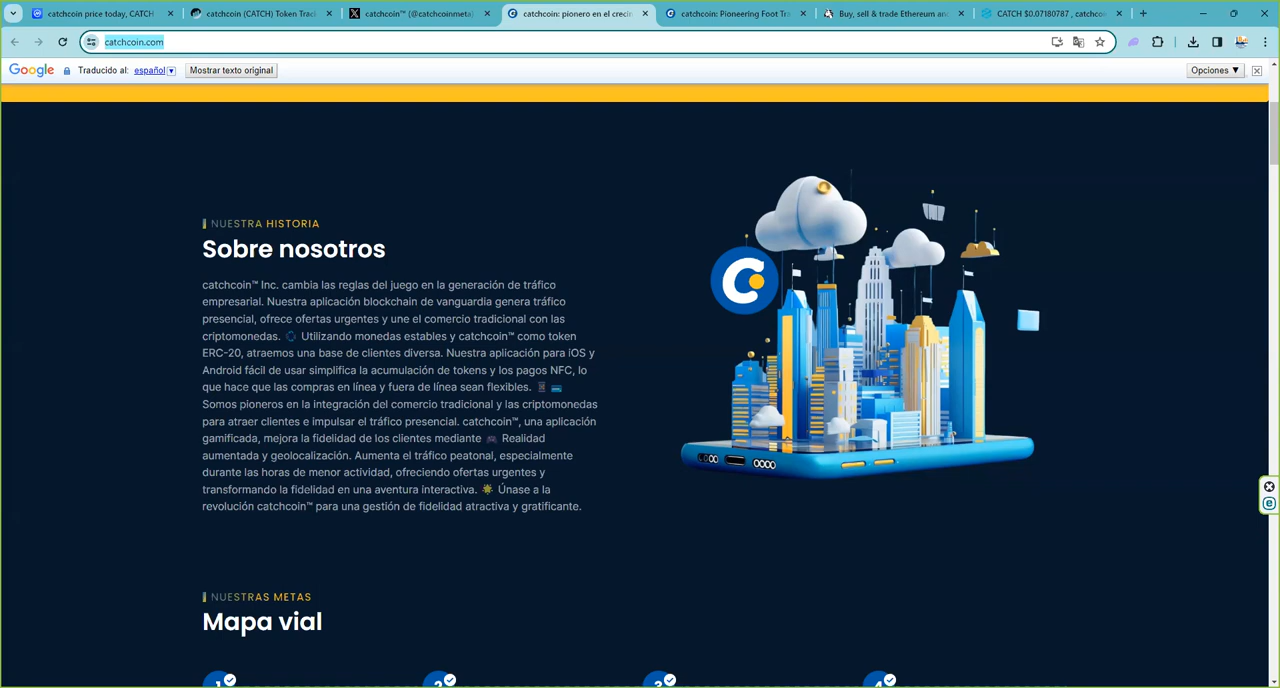 catchcoin price today, CATCH
catchcoin (CATCH) Token Track
catchcoin™ (@catchcoinmeta)
catchcoin: pionero en el creci
catchcoin: Pioneering Foot Tra
Buy, sell & trade Ethereum an
CATCH $0.07180787 , catchco
catchcoin.com
Google
Traducido al: español
Mostrar texto original
Opciones ▼
NUESTRA HISTORIA
Sobre nosotros
catchcoin™ Inc. cambia las reglas del juego en la generación de tráfico
empresarial. Nuestra aplicación blockchain de vanguardia genera tráfico
presencial, ofrece ofertas urgentes y une el comercio tradicional con las
criptomonedas. Utilizando monedas estables y catchcoin™ como token
ERC-20, atraemos una base de clientes diversa. Nuestra aplicación para iOS y
Android fácil de usar simplifica la acumulación de tokens y los pagos NFC, lo
que hace que las compras en línea y fuera de línea sean flexibles.
Somos pioneros en la integración del comercio tradicional y las criptomonedas
para atraer clientes e impulsar el tráfico presencial. catchcoin™, una aplicación
gamificada, mejora la fidelidad de los clientes mediante 🎮 Realidad
aumentada y geolocalización. Aumenta el tráfico peatonal, especialmente
durante las horas de menor actividad, ofreciendo ofertas urgentes y
transformando la fidelidad en una aventura interactiva. 🌟 Únase a la
revolución catchcoin™ para una gestión de fidelidad atractiva y gratificante.
NUESTRAS METAS
Mapa vial
1
2
3
4